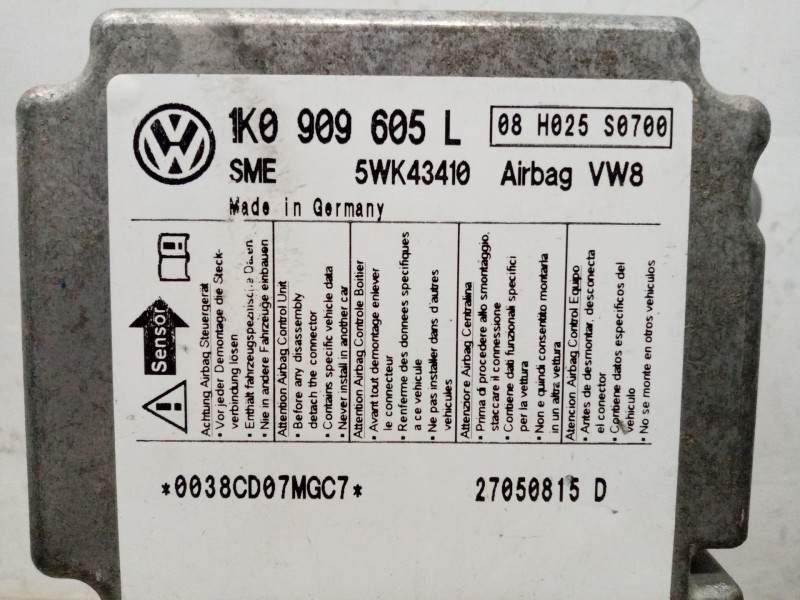 1K0 909 605 L
08 H025 S0700
SME 5WK43410 Airbag VW8
Made in Germany
Sensor
Achtung Airbag Steuergerät
• Vor jeder Demontage die Steck-
verbindung lösen
• Enthält fahrzeugspezifische Daten
• Nie in andere Fahrzeuge einbauen
Attention Airbag Control Unit
• Before any disassembly
detach the connector
• Contains specific vehicle data
• Never install in another car
Attention Airbag Controle Boitier
• Avant tout demontage enlever
le connecteur
• Renferme des donnees specifiques
a ce vehicule
• Ne pas installer dans d'autres
vehicules
Attenziore Airbag Centralina
• Prima di procedere allo smontaggio,
staccare il connessione
• Contiene dati funzionali specifici
per la vettura
• Non e quindi consentito montarla
in un altra vettura
Atencion Airbag Control Equipo
• Antes de desmontar, desconecta
el conector
• Contiene datos especificos del
vehiculo
• No se monte en otros vehiculos
*0038CD07MGC7*
27050815 D